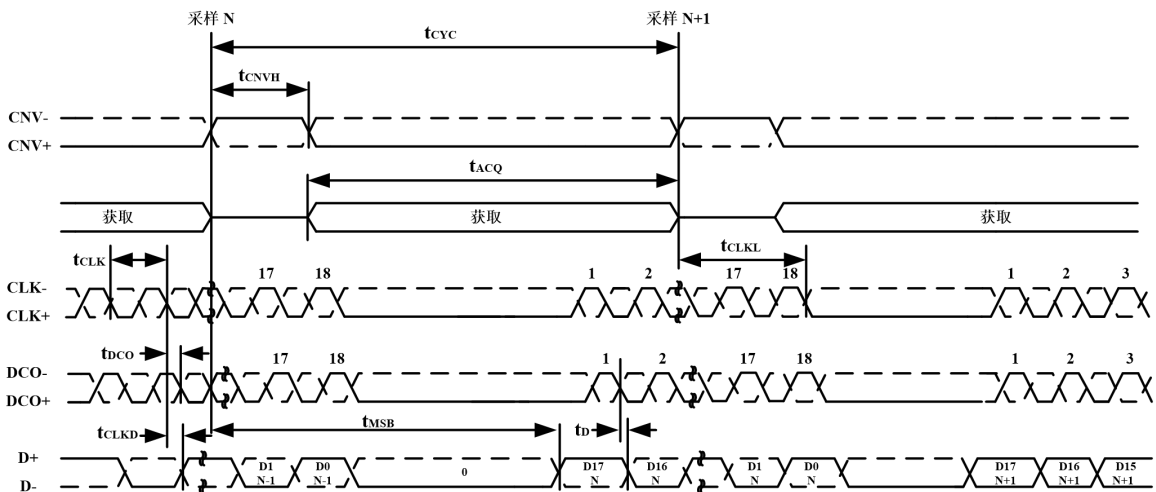 采样 N
采样 N+1
tCYC
tCNVH
CNV-
CNV+
tACQ
获取
获取
获取
tCLK
tCLKL
17
18
1
2
17
18
1
2
3
CLK-
CLK+
tDCO
17
18
1
2
17
18
1
2
3
DCO-
DCO+
tCLKD
tMSB
tD
D+
D-
D1 N-1
D0 N-1
0
D17 N
D16 N
D1 N
D0 N
D17 N+1
D16 N+1
D15 N+1